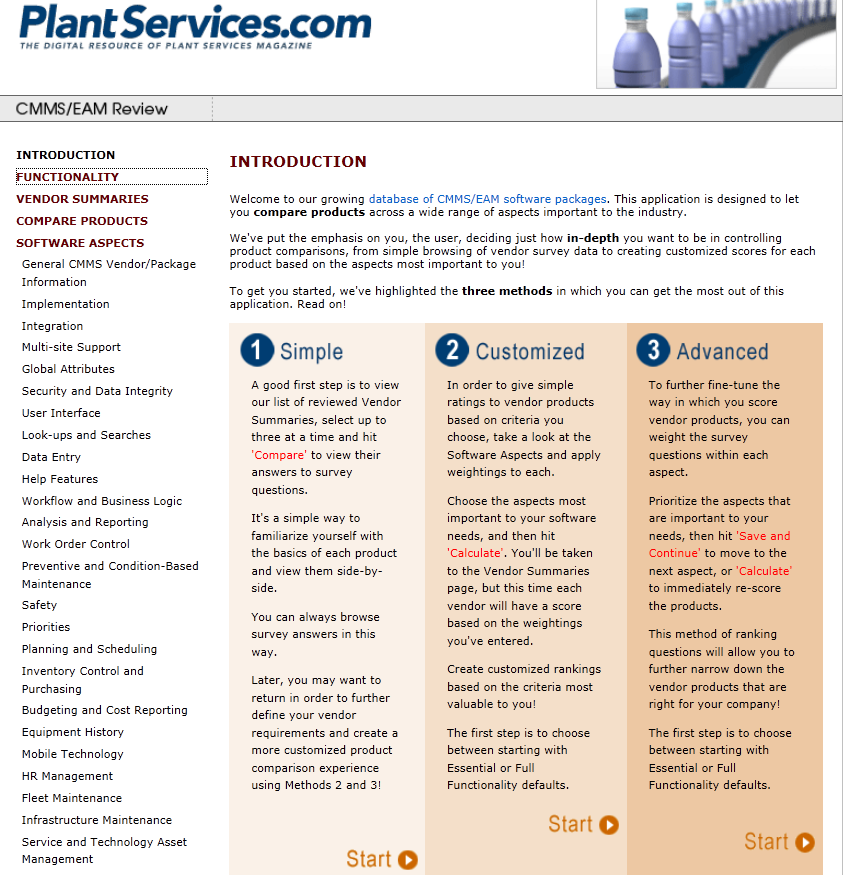 PlantServices.com
THE DIGITAL RESOURCE OF PLANT SERVICES MAGAZINE
CMMS/EAM Review
INTRODUCTION
FUNCTIONALITY
VENDOR SUMMARIES
COMPARE PRODUCTS
SOFTWARE ASPECTS
General CMMS Vendor/Package
Information
Implementation
Integration
Multi-site Support
Global Attributes
Security and Data Integrity
User Interface
Look-ups and Searches
Data Entry
Help Features
Workflow and Business Logic
Analysis and Reporting
Work Order Control
Preventive and Condition-Based
Maintenance
Safety
Priorities
Planning and Scheduling
Inventory Control and
Purchasing
Budgeting and Cost Reporting
Equipment History
Mobile Technology
HR Management
Fleet Maintenance
Infrastructure Maintenance
Service and Technology Asset
Management
INTRODUCTION
Welcome to our growing database of CMMS/EAM software packages. This application is designed to let
you compare products across a wide range of aspects important to the industry.
We've put the emphasis on you, the user, deciding just how in-depth you want to be in controlling
product comparisons, from simple browsing of vendor survey data to creating customized scores for each
product based on the aspects most important to you!
To get you started, we've highlighted the three methods in which you can get the most out of this
application. Read on!
1 Simple
A good first step is to view
our list of reviewed Vendor
Summaries, select up to
three at a time and hit
'Compare' to view their
answers to survey
questions.
It's a simple way to
familiarize yourself with
the basics of each product
and view them side-by-
side.
You can always browse
survey answers in this
way.
Later, you may want to
return in order to further
define your vendor
requirements and create a
more customized product
comparison experience
using Methods 2 and 3!
Start
2 Customized
In order to give simple
ratings to vendor products
based on criteria you
choose, take a look at the
Software Aspects and apply
weightings to each.
Choose the aspects most
important to your software
needs, and then hit
'Calculate'. You'll be taken
to the Vendor Summaries
page, but this time each
vendor will have a score
based on the weightings
you've entered.
Create customized rankings
based on the criteria most
valuable to you!
The first step is to choose
between starting with
Essential or Full
Functionality defaults.
Start
3 Advanced
To further fine-tune the
way in which you score
vendor products, you can
weight the survey
questions within each
aspect.
Prioritize the aspects that
are important to your
needs, then hit 'Save and
Continue' to move to the
next aspect, or 'Calculate'
to immediately re-score
the products.
This method of ranking
questions will allow you to
further narrow down the
vendor products that are
right for your company!
The first step is to choose
between starting with
Essential or Full
Functionality defaults.
Start